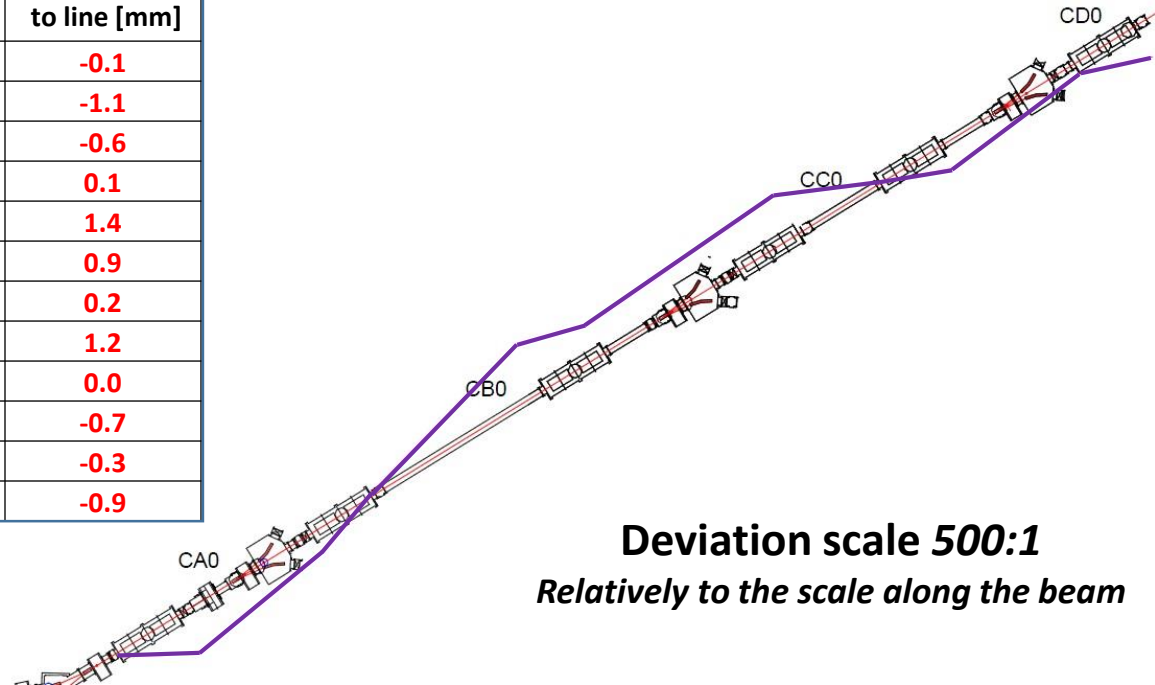 to line [mm]
-0.1
-1.1
-0.6
0.1
1.4
0.9
0.2
1.2
0.0
-0.7
-0.3
-0.9
CD0
CC0
CB0
CA0
Deviation scale 500:1
Relatively to the scale along the beam